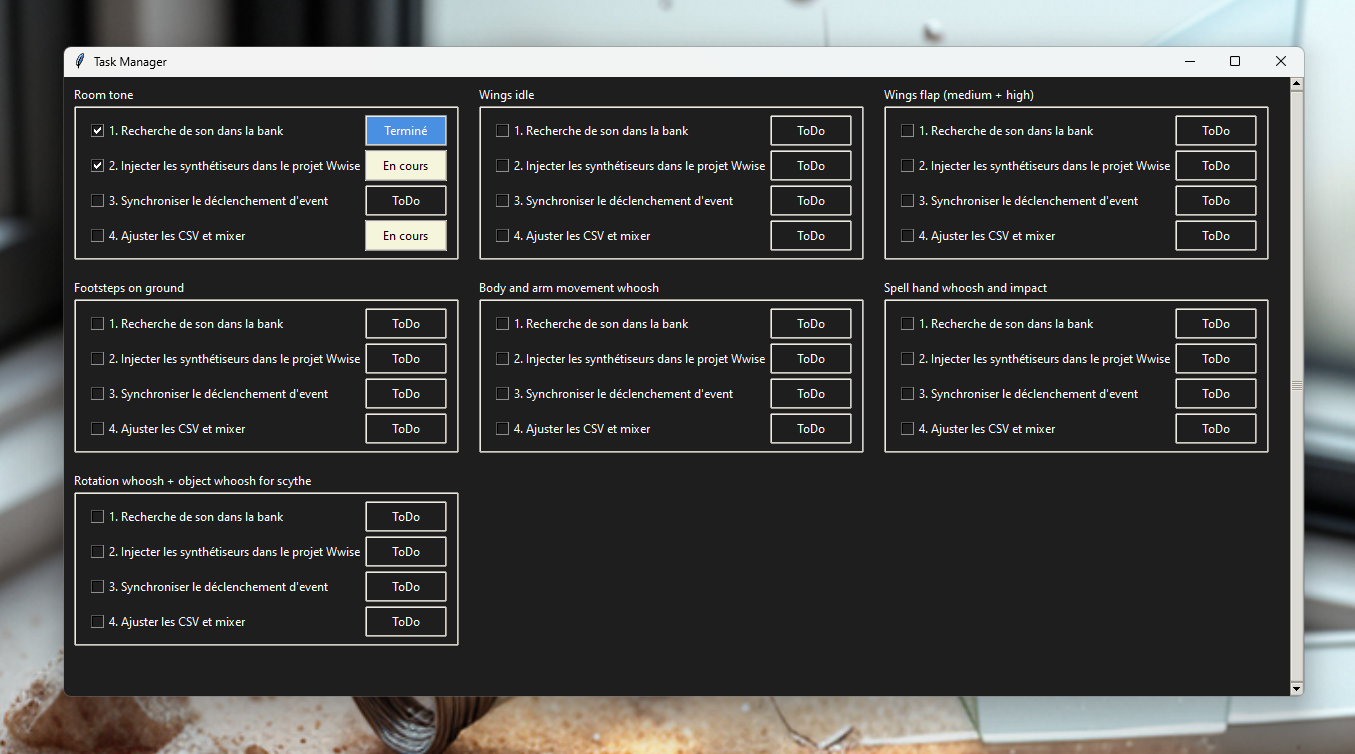 Task Manager
Room tone
1. Recherche de son dans la bank
Terminé
2. Injecter les synthétiseurs dans le projet Wwise
En cours
3. Synchroniser le déclenchement d'event
ToDo
4. Ajuster les CSV et mixer
En cours
Wings idle
1. Recherche de son dans la bank
ToDo
2. Injecter les synthétiseurs dans le projet Wwise
ToDo
3. Synchroniser le déclenchement d'event
ToDo
4. Ajuster les CSV et mixer
ToDo
Wings flap (medium + high)
1. Recherche de son dans la bank
ToDo
2. Injecter les synthétiseurs dans le projet Wwise
ToDo
3. Synchroniser le déclenchement d'event
ToDo
4. Ajuster les CSV et mixer
ToDo
Footsteps on ground
1. Recherche de son dans la bank
ToDo
2. Injecter les synthétiseurs dans le projet Wwise
ToDo
3. Synchroniser le déclenchement d'event
ToDo
4. Ajuster les CSV et mixer
ToDo
Body and arm movement whoosh
1. Recherche de son dans la bank
ToDo
2. Injecter les synthétiseurs dans le projet Wwise
ToDo
3. Synchroniser le déclenchement d'event
ToDo
4. Ajuster les CSV et mixer
ToDo
Spell hand whoosh and impact
1. Recherche de son dans la bank
ToDo
2. Injecter les synthétiseurs dans le projet Wwise
ToDo
3. Synchroniser le déclenchement d'event
ToDo
4. Ajuster les CSV et mixer
ToDo
Rotation whoosh + object whoosh for scythe
1. Recherche de son dans la bank
ToDo
2. Injecter les synthétiseurs dans le projet Wwise
ToDo
3. Synchroniser le déclenchement d'event
ToDo
4. Ajuster les CSV et mixer
ToDo